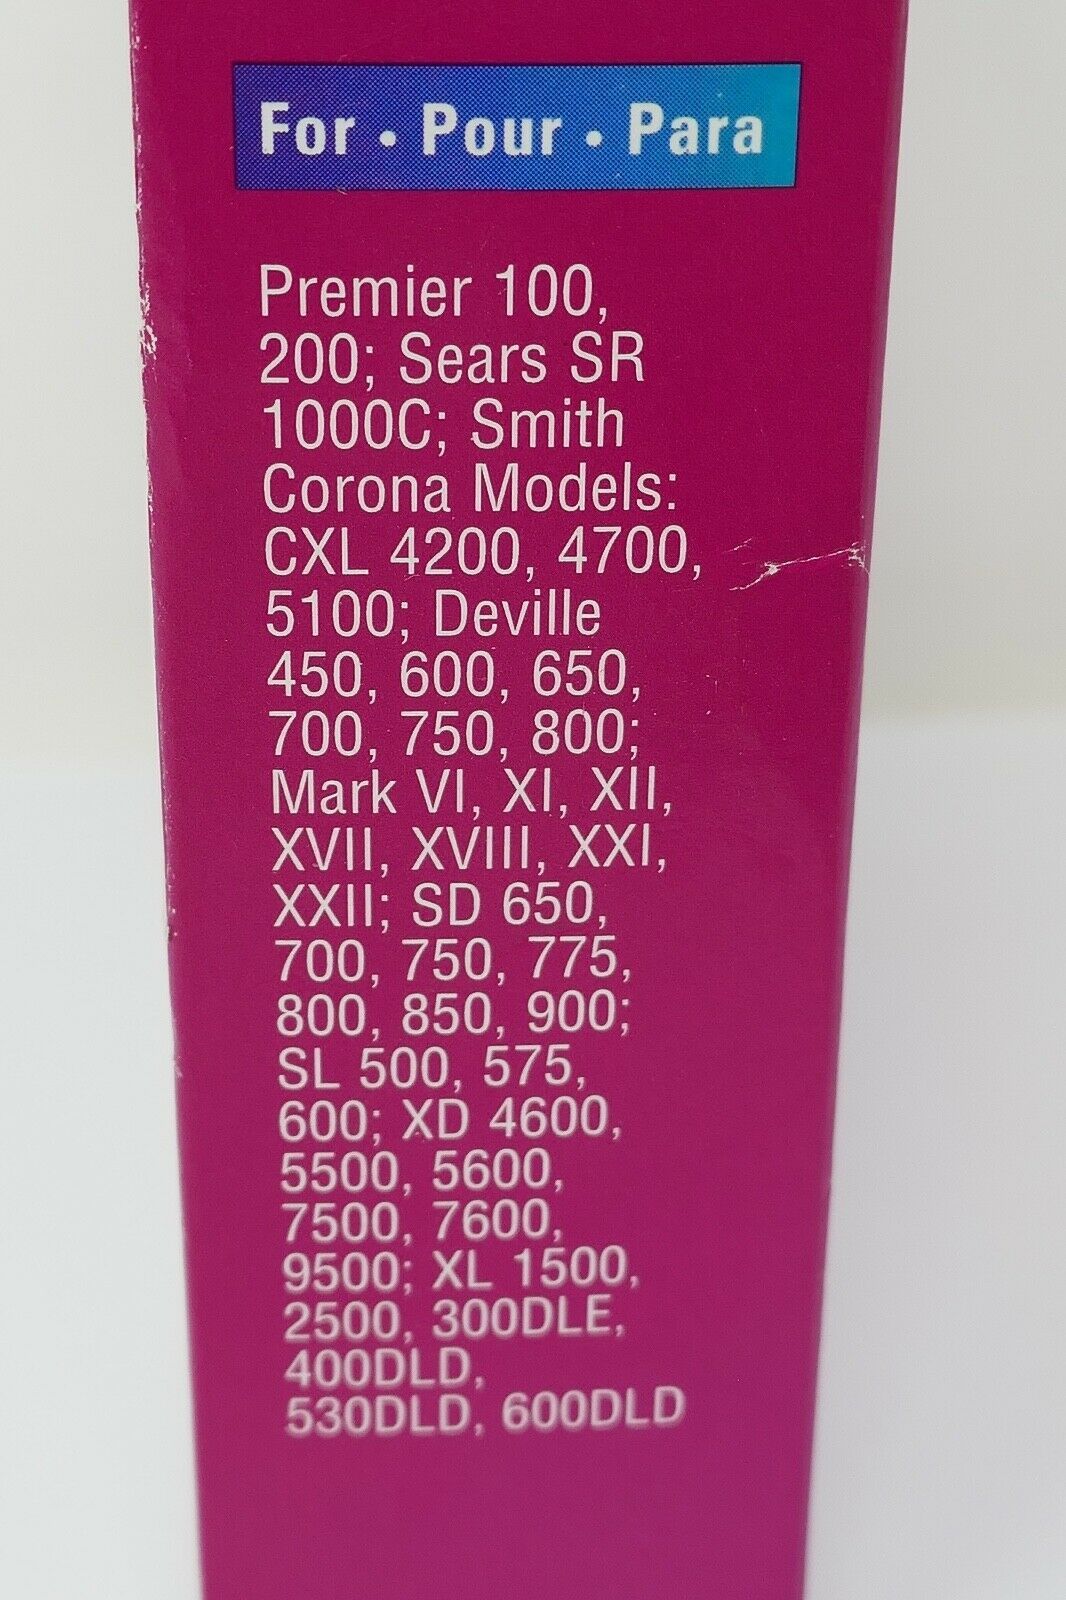 For • Pour • Para
Premier 100,
200; Sears SR
1000C; Smith
Corona Models:
CXL 4200, 4700,
5100; Deville
450, 600, 650,
700, 750, 800;
Mark VI, XI, XII,
XVII, XVIII, XXI,
XXII; SD 650,
700, 750, 775,
800, 850, 900;
SL 500, 575,
600; XD 4600,
5500, 5600,
7500, 7600,
9500; XL 1500,
2500, 300DLE,
400DLD,
530DLD, 600DLD